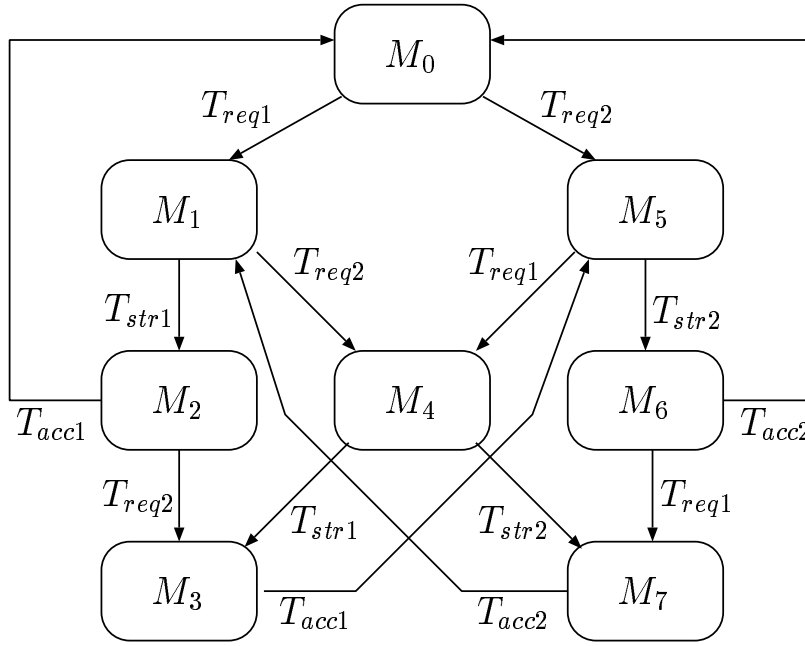 M0
Treq1 Treq2
M1 M5
Treq2 Treq1
Tstr1 Tstr2
M2 M4 M6
Tacc1 Tacc2
Treq2 Treq1
Tstr1 Tstr2
M3 M7
Tacc1 Tacc2